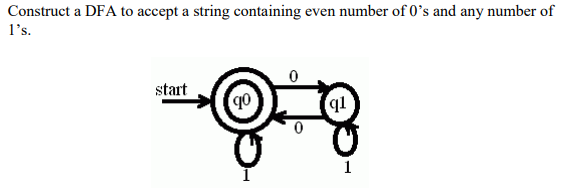 Construct a DFA to accept a string containing even number of 0’s and any number of
1’s.
0
start
q0
q1
0
1
1